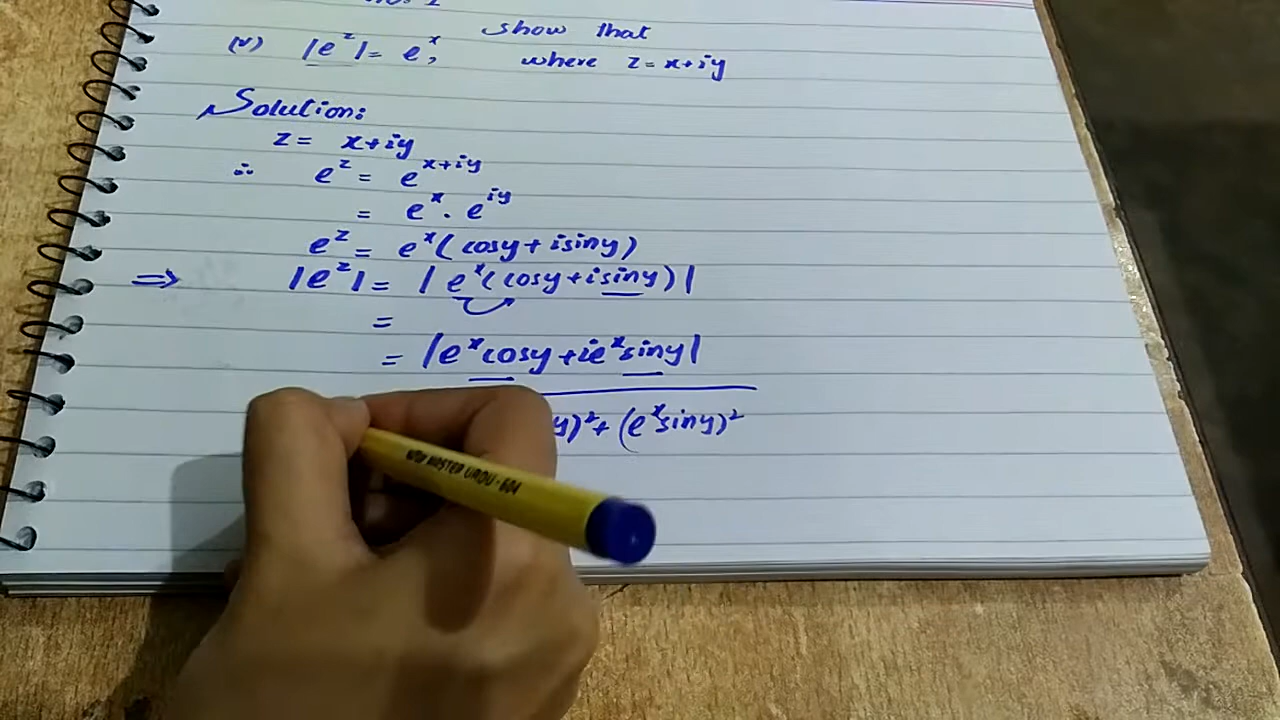 show that
(v) |e^z| = e^x; where z = x+iy
Solution:
z = x+iy
∴ e^z = e^{x+iy}
= e^x . e^{iy}
e^z = e^x(cosy + isiny)
⇒ |e^z| = |e^x(cosy + isiny)|
=
= |e^x cosy + ie^x siny|
y)² + (e^x siny)²